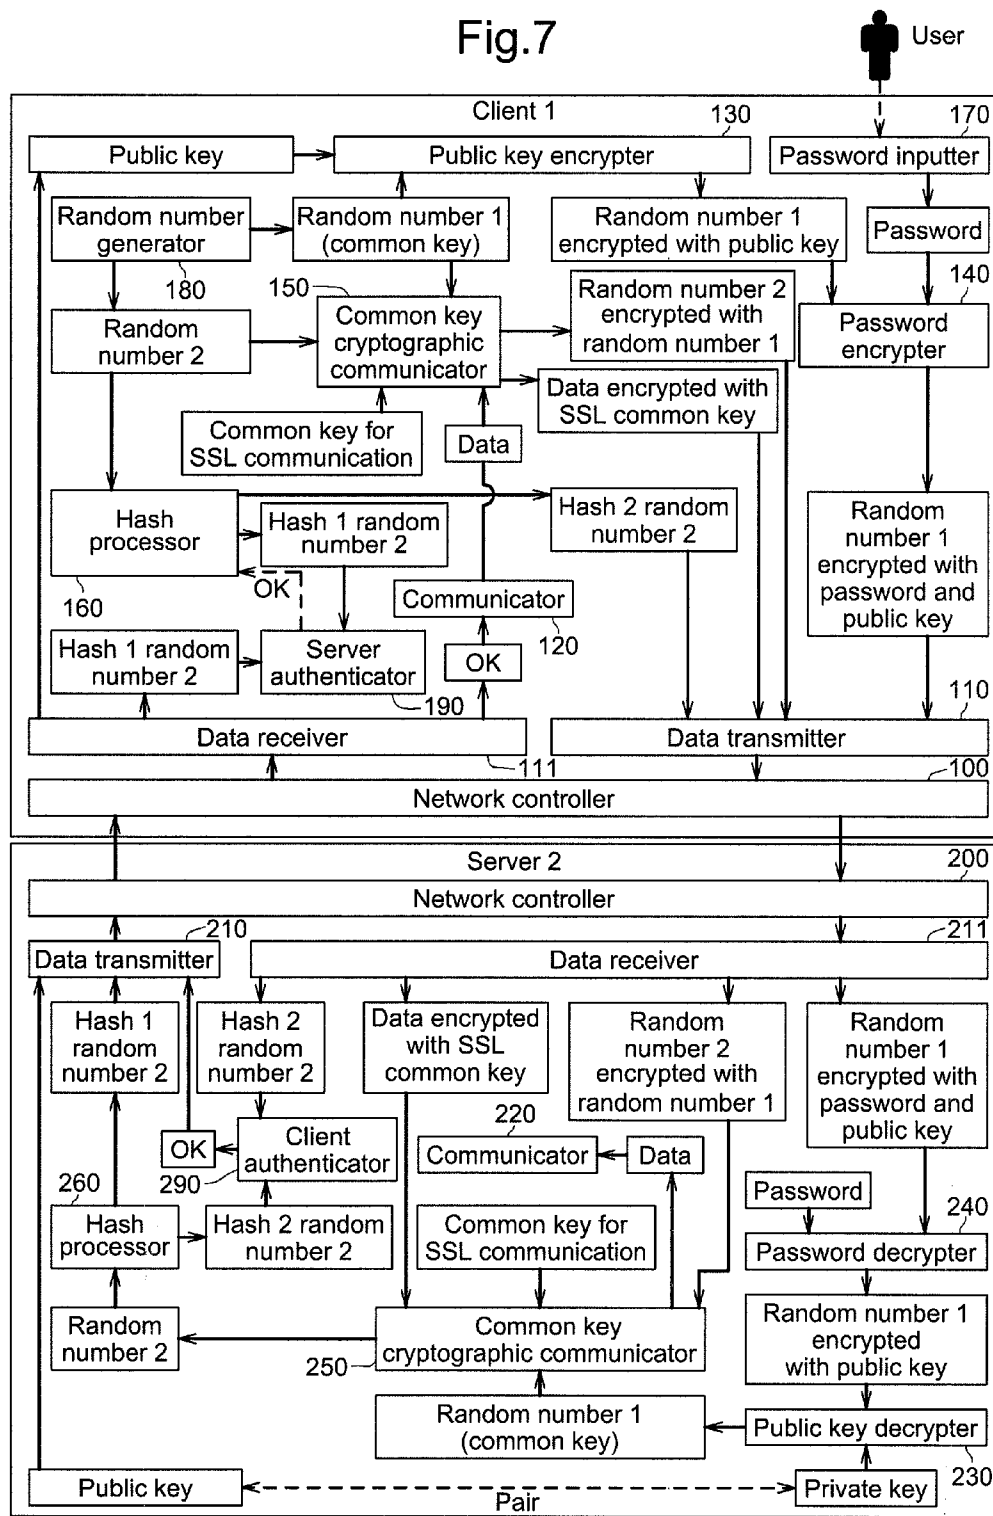 Fig.7
User
Client 1
130
170
Public key
Public key encrypter
Password inputter
Random number
generator
Random number 1
(common key)
Random number 1
encrypted with public key
Password
180
150
140
Random
number 2
Common key
cryptographic
communicator
Random number 2
encrypted with
random number 1
Password
encrypter
Data encrypted with
SSL common key
Common key for
SSL communication
Data
Hash
processor
Hash 1 random
number 2
Hash 2 random
number 2
Random
number 1
encrypted with
password and
public key
OK
160
Communicator
120
Hash 1 random
number 2
Server
authenticator
OK
190
110
Data receiver
Data transmitter
111
100
Network controller
Server 2
200
Network controller
210
211
Data transmitter
Data receiver
Hash 1
random
number 2
Hash 2
random
number 2
Data encrypted
with SSL
common key
Random
number 2
encrypted with
random number 1
Random
number 1
encrypted with
password and
public key
220
OK
Client
authenticator
Communicator
Data
290
260
Password
240
Hash
processor
Hash 2 random
number 2
Common key for
SSL communication
Password decrypter
Random
number 2
Common key
cryptographic communicator
Random number 1
encrypted
with public key
250
Random number 1
(common key)
Public key decrypter
230
Public key
Pair
Private key